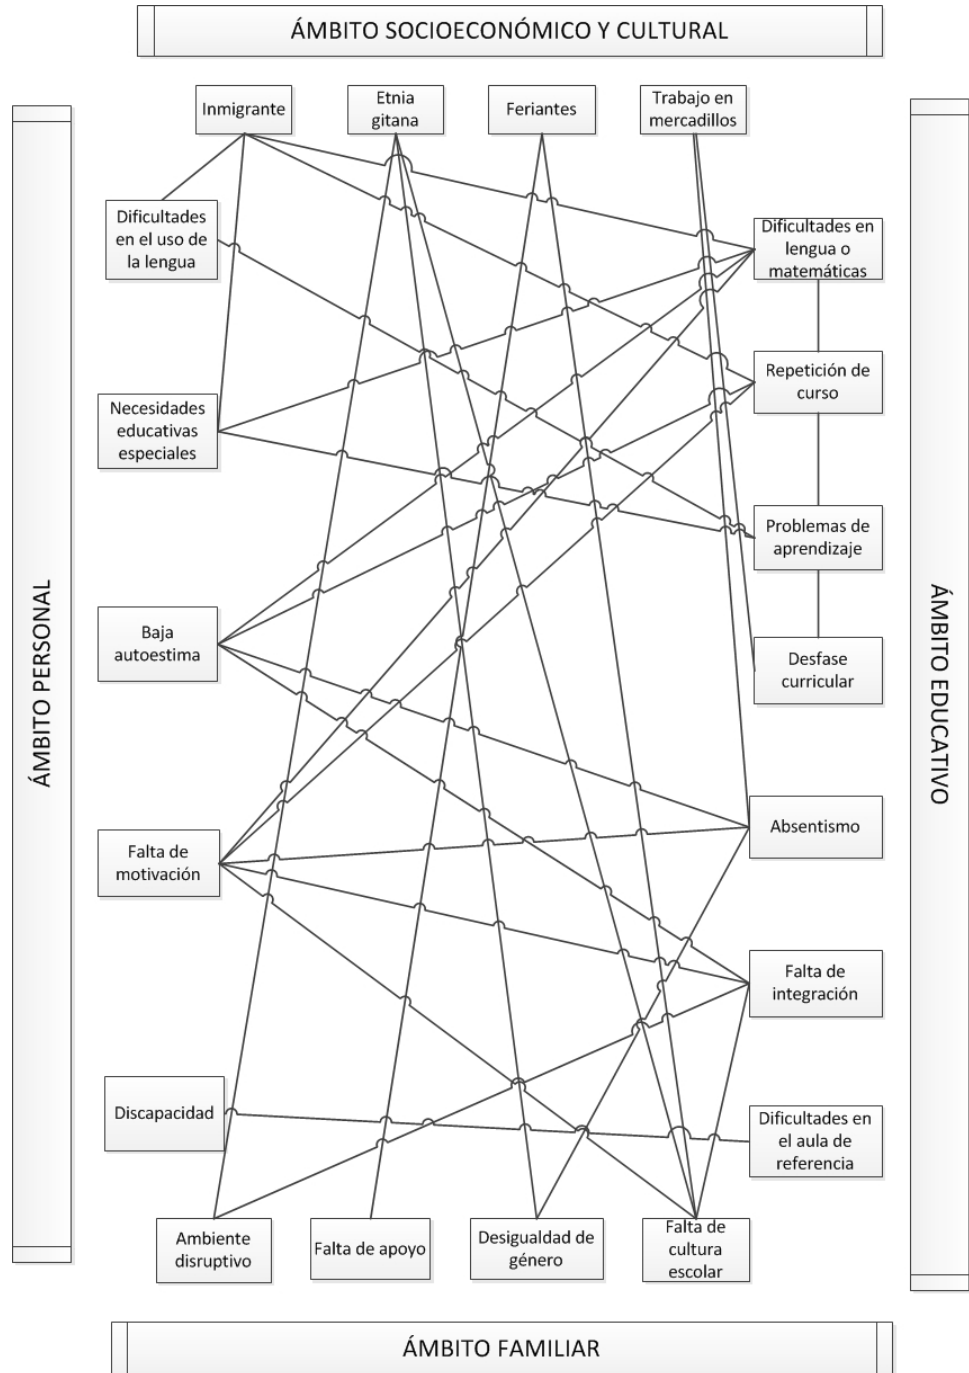 ÁMBITO SOCIOECONÓMICO Y CULTURAL
Inmigrante
Etnia
gitana
Feriantes
Trabajo en
mercadillos
ÁMBITO PERSONAL
Dificultades
en el uso de
la lengua
Necesidades
educativas
especiales
Baja
autoestima
Falta de
motivación
Discapacidad
Dificultades en
lengua o
matemáticas
Repetición de
curso
Problemas de
aprendizaje
Desfase
curricular
Absentismo
Falta de
integración
Dificultades en
el aula de
referencia
ÁMBITO EDUCATIVO
Ambiente
disruptivo
Falta de apoyo
Desigualdad de
género
Falta de
cultura
escolar
ÁMBITO FAMILIAR